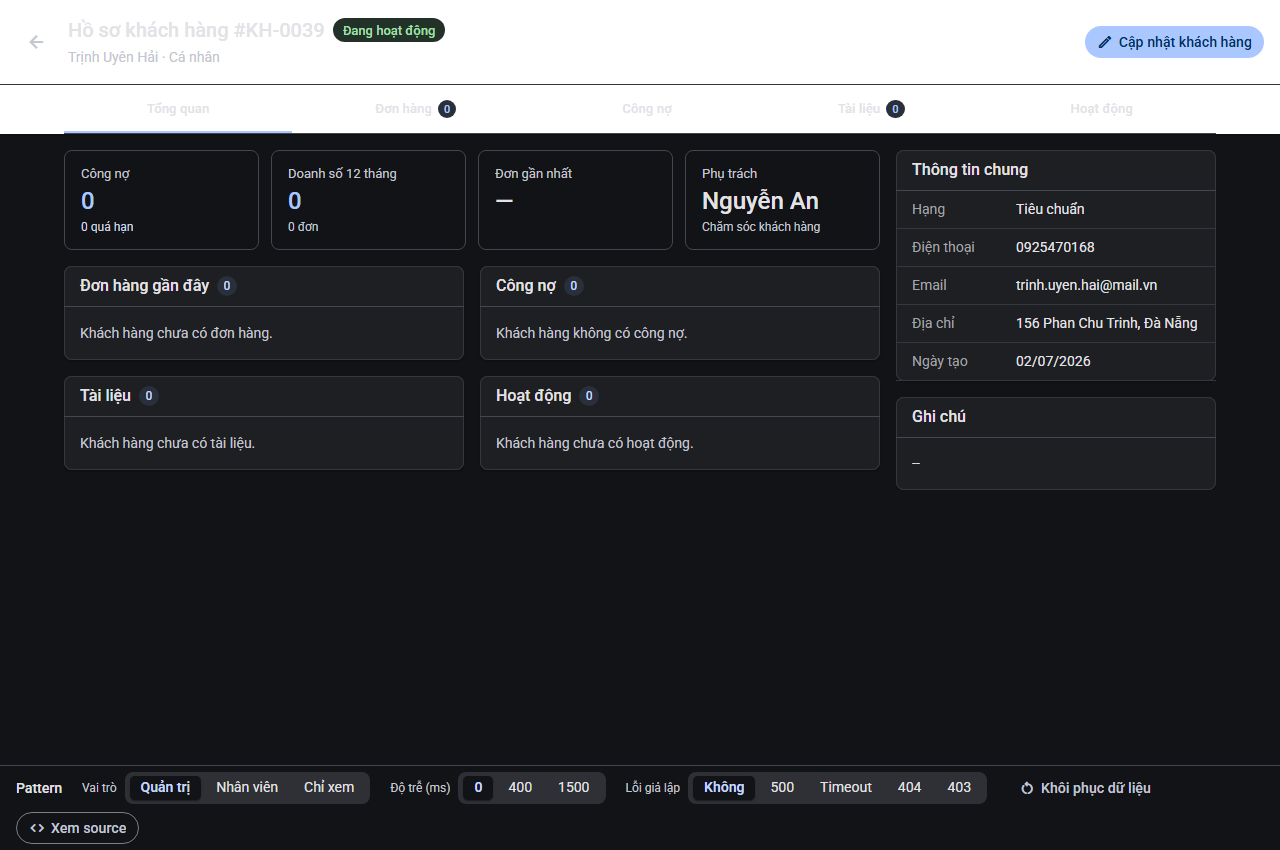 Hồ sơ khách hàng #KH-0039 Đang hoạt động
Trịnh Uyên Hải · Cá nhân
Cập nhật khách hàng
Tổng quan Đơn hàng 0 Công nợ Tài liệu 0 Hoạt động
Công nợ
0
0 quá hạn
Doanh số 12 tháng
0
0 đơn
Đơn gần nhất
—
Phụ trách
Nguyễn An
Chăm sóc khách hàng
Đơn hàng gần đây 0
Khách hàng chưa có đơn hàng.
Công nợ 0
Khách hàng không có công nợ.
Tài liệu 0
Khách hàng chưa có tài liệu.
Hoạt động 0
Khách hàng chưa có hoạt động.
Thông tin chung
Hạng Tiêu chuẩn
Điện thoại 0925470168
Email trinh.uyen.hai@mail.vn
Địa chỉ 156 Phan Chu Trinh, Đà Nẵng
Ngày tạo 02/07/2026
Ghi chú
–
Pattern Vai trò Quản trị Nhân viên Chỉ xem Độ trễ (ms) 0 400 1500 Lỗi giả lập Không 500 Timeout 404 403 Khôi phục dữ liệu
Xem source